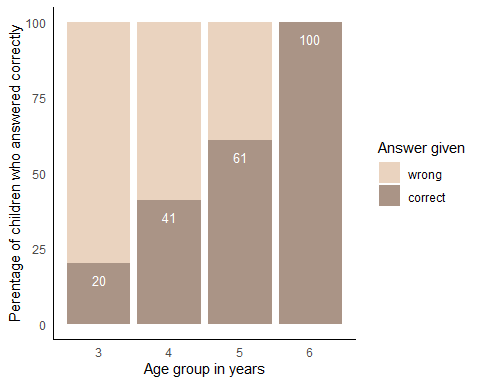 Perentage of children who answered correctly
100
75
50
25
0
20
41
61
100
3 4 5 6
Age group in years
Answer given
wrong
correct